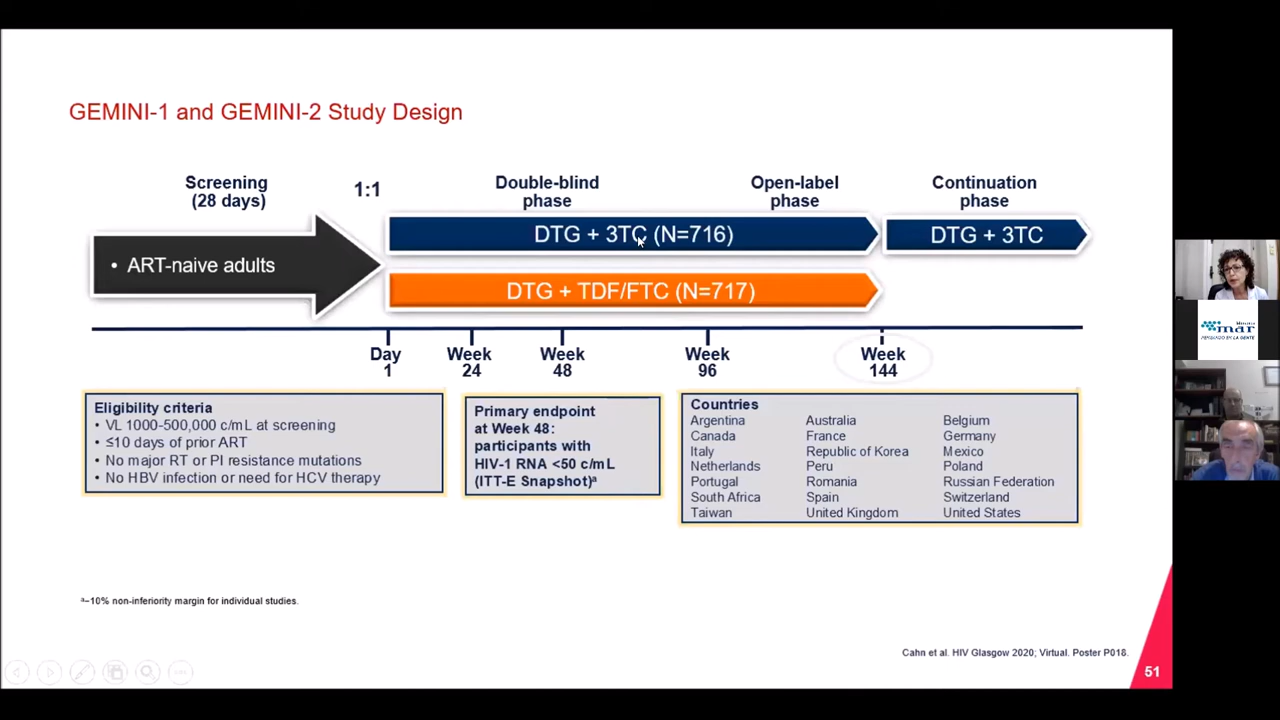 GEMINI-1 and GEMINI-2 Study Design
Screening
(28 days)
1:1
Double-blind
phase
Open-label
phase
Continuation
phase
• ART-naive adults
DTG + 3TC (N=716)
DTG + 3TC
DTG + TDF/FTC (N=717)
Day
1
Week
24
Week
48
Week
96
Week
144
Eligibility criteria
• VL 1000-500,000 c/mL at screening
• ≤10 days of prior ART
• No major RT or PI resistance mutations
• No HBV infection or need for HCV therapy
Primary endpoint
at Week 48:
participants with
HIV-1 RNA <50 c/mL
(ITT-E Snapshot)ª
Countries
Argentina Australia Belgium
Canada France Germany
Italy Republic of Korea Mexico
Netherlands Peru Poland
Portugal Romania Russian Federation
South Africa Spain Switzerland
Taiwan United Kingdom United States
ª–10% non-inferiority margin for individual studies.
Cahn et al. HIV Glasgow 2020; Virtual. Poster P018.
51
mar